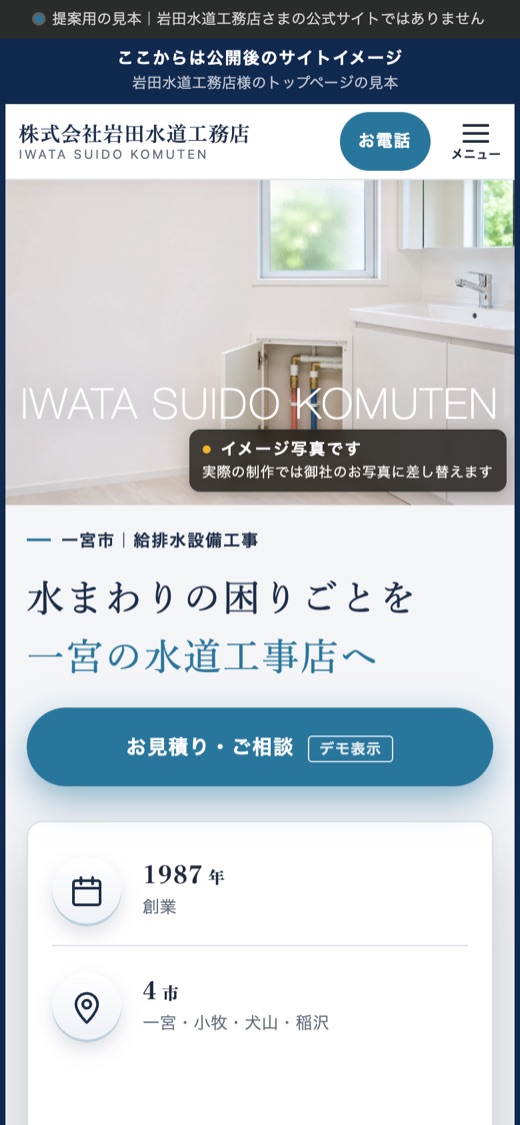 提案用の見本｜岩田水道工務店さまの公式サイトではありません
ここからは公開後のサイトイメージ
岩田水道工務店様のトップページの見本
株式会社岩田水道工務店
IWATA SUIDO KOMUTEN
お電話
メニュー
IWATA SUIDO KOMUTEN
イメージ写真です
実際の制作では御社のお写真に差し替えます
一宮市｜給排水設備工事
水まわりの困りごとを
一宮の水道工事店へ
お見積り・ご相談 デモ表示
1987年
創業
4市
一宮・小牧・犬山・稲沢